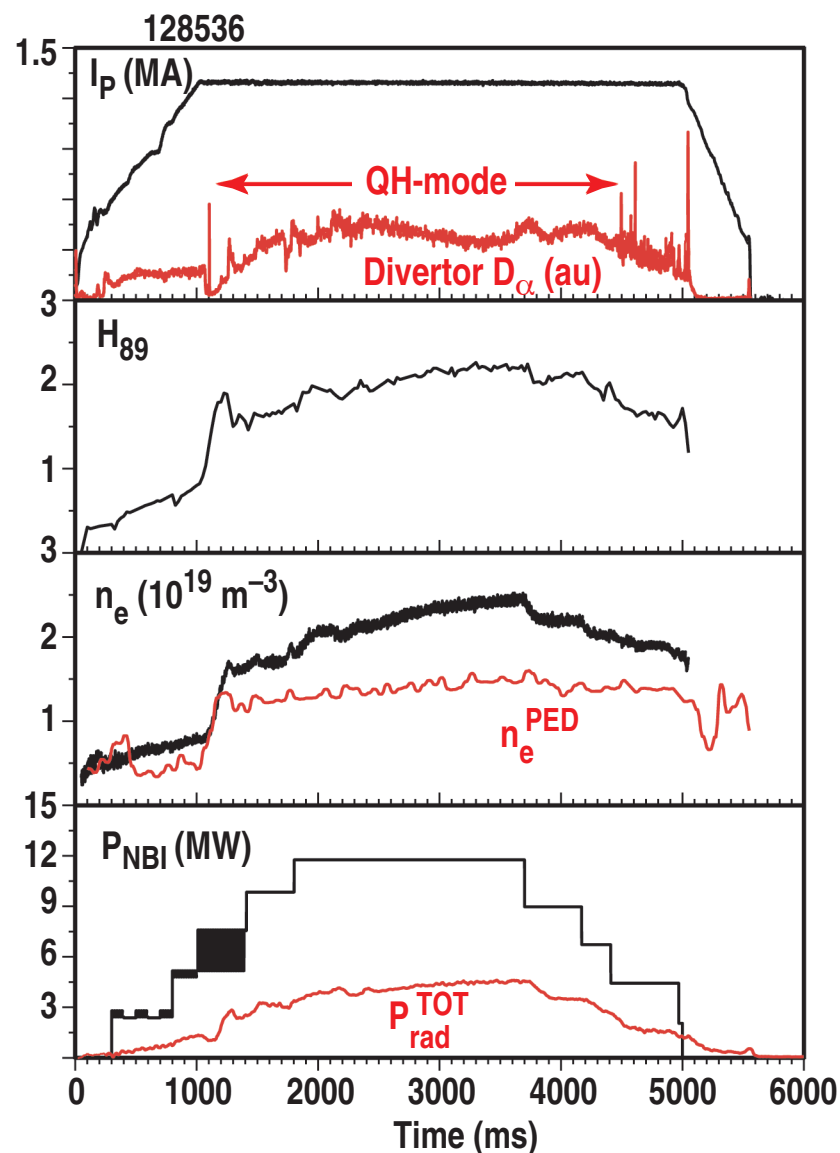 128536
1.5
I_P (MA)
QH-mode
Divertor D_α (au)
3
H_89
2
1
3
n_e (10^19 m^–3)
2
1
n_e^PED
15
P_NBI (MW)
12
9
6
3
P_rad^TOT
0 1000 2000 3000 4000 5000 6000
Time (ms)